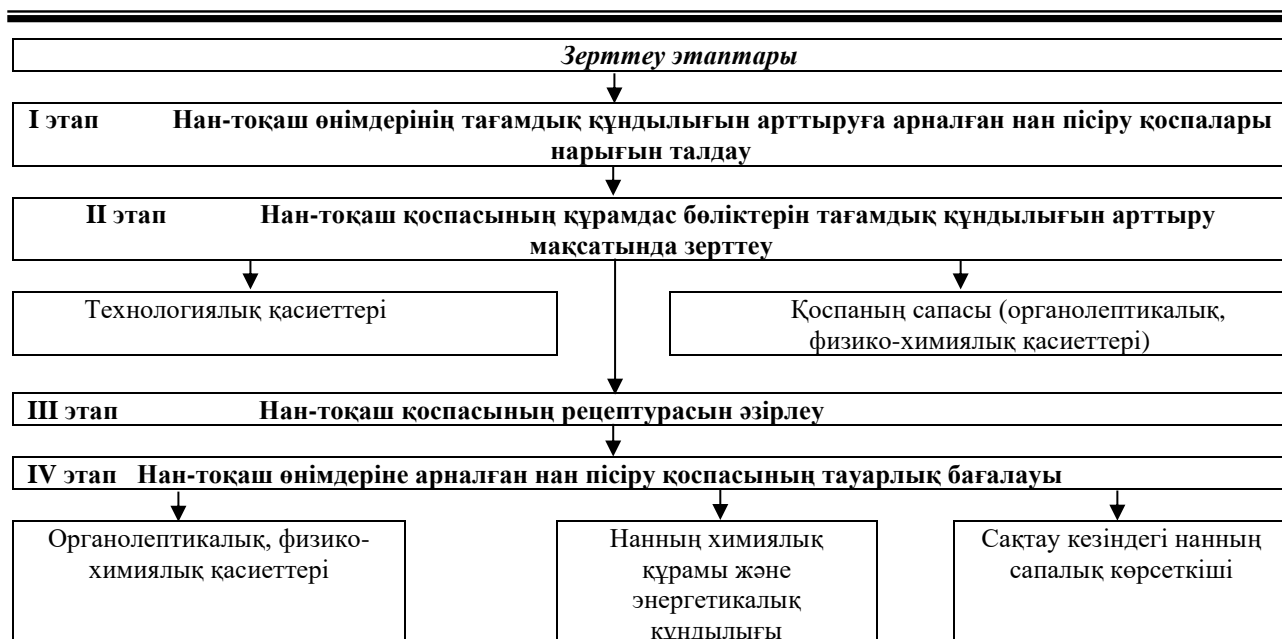 Зерттеу этаптары
I этап Нан-тоқаш өнімдерінің тағамдық құндылығын арттыруға арналған нан пісіру қоспалары
нарығын талдау
II этап Нан-тоқаш қоспасының құрамдас бөліктерін тағамдық құндылығын арттыру
мақсатында зерттеу
Технологиялық қасиеттері
Қоспаның сапасы (органолептикалық,
физико-химиялық қасиеттері)
III этап Нан-тоқаш қоспасының рецептурасын әзірлеу
IV этап Нан-тоқаш өнімдеріне арналған нан пісіру қоспасының тауарлық бағалауы
Органолептикалық, физико-
химиялық қасиеттері
Нанның химиялық
құрамы және
энергетикалық
құндылығы
Сақтау кезіндегі нанның
сапалық көрсеткіші